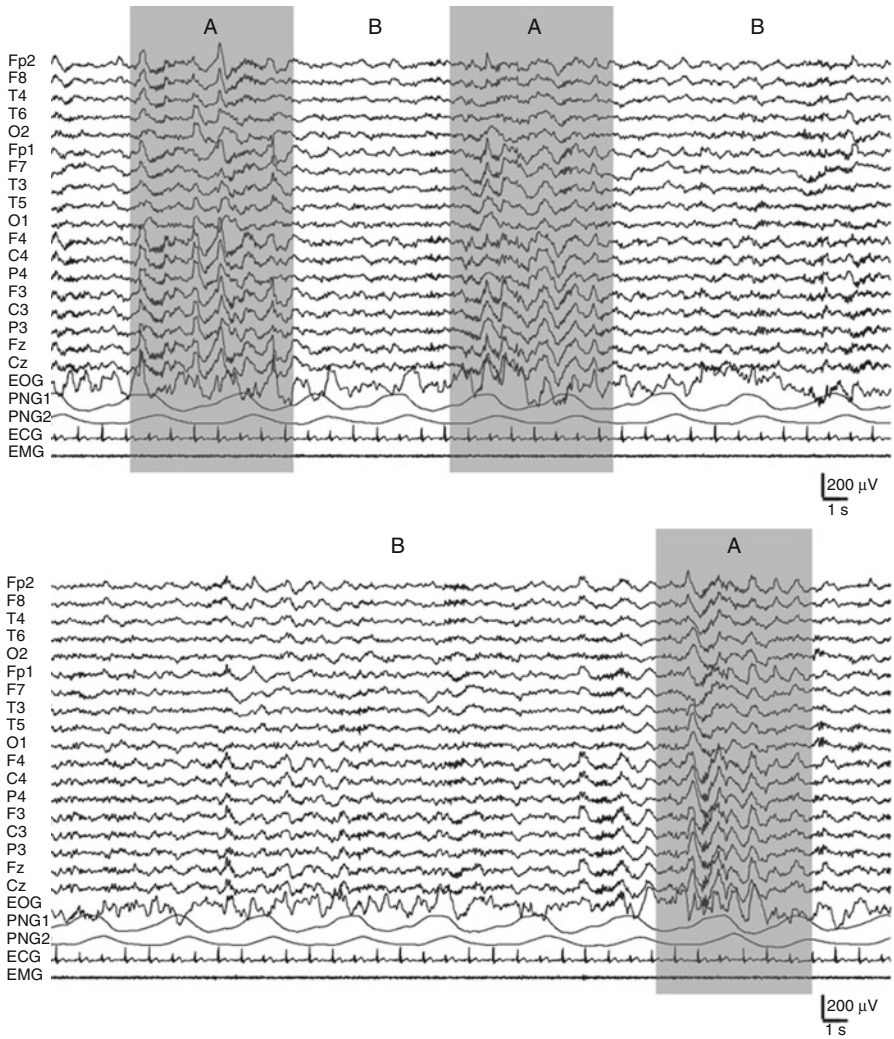 A B A B
Fp2
F8
T4
T6
O2
Fp1
F7
T3
T5
O1
F4
C4
P4
F3
C3
P3
Fz
Cz
EOG
PNG1
PNG2
ECG
EMG
200 μV
1 s
B A
Fp2
F8
T4
T6
O2
Fp1
F7
T3
T5
O1
F4
C4
P4
F3
C3
P3
Fz
Cz
EOG
PNG1
PNG2
ECG
EMG
200 μV
1 s